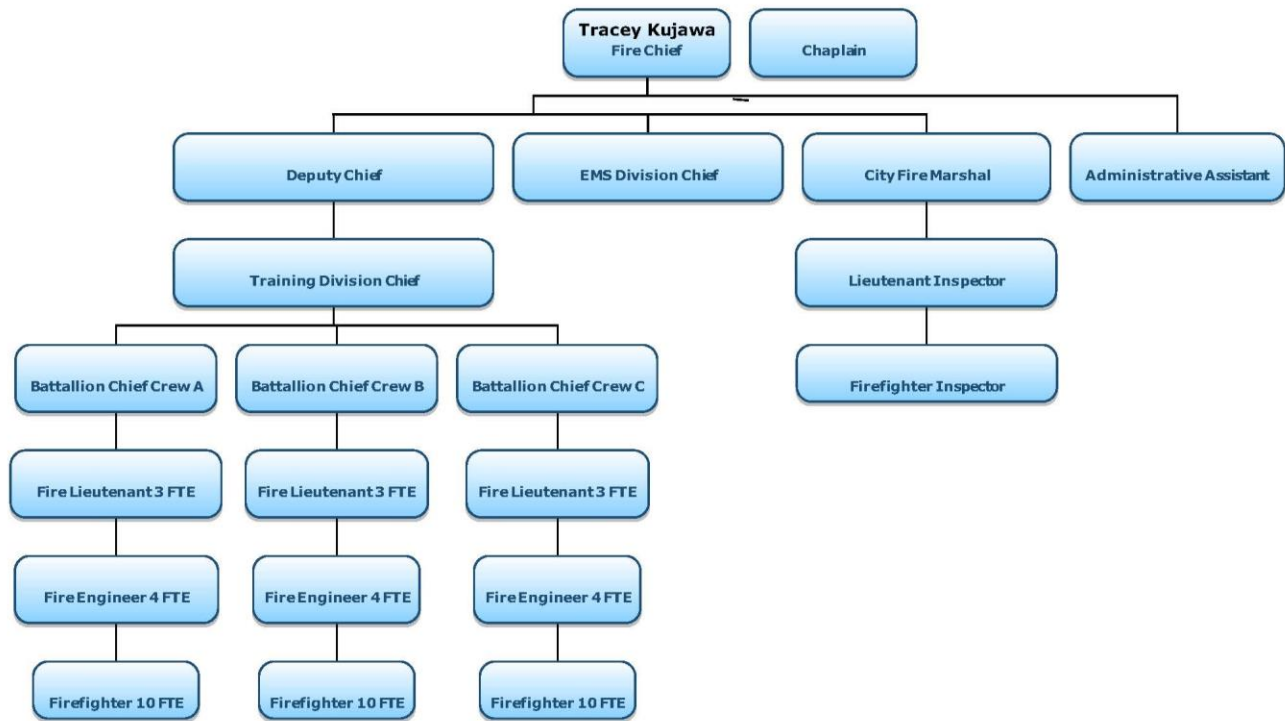 Tracey Kujawa
Fire Chief
Chaplain
Deputy Chief
EMS Division Chief
City Fire Marshal
Administrative Assistant
Training Division Chief
Lieutenant Inspector
Battallion Chief Crew A
Battallion Chief Crew B
Battallion Chief Crew C
Firefighter Inspector
Fire Lieutenant 3 FTE
Fire Lieutenant 3 FTE
Fire Lieutenant 3 FTE
Fire Engineer 4 FTE
Fire Engineer 4 FTE
Fire Engineer 4 FTE
Firefighter 10 FTE
Firefighter 10 FTE
Firefighter 10 FTE